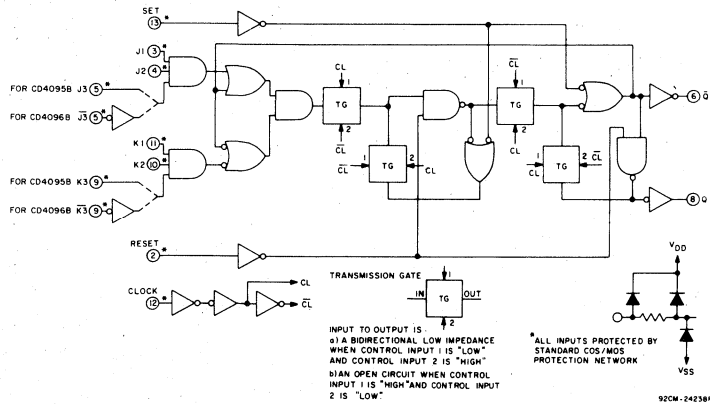 SET
13 *
J1 3 *
J2 4 *
FOR CD4095B J3 5 *
FOR CD4096B J̅3̅ 5 *
K1 11 *
K2 10 *
FOR CD4095B K3 9 *
FOR CD4096B K̅3̅ 9 *
RESET
2 *
CLOCK
12 *
CL
C̅L̅
CL
1
TG
2
C̅L̅
C̅L̅ 1
TG
2 CL
C̅L̅
1
TG
2
CL
CL 1
TG
2 C̅L̅
6 Q̅
8 Q
TRANSMISSION GATE
1
IN TG OUT
2
INPUT TO OUTPUT IS
a) A BIDIRECTIONAL LOW IMPEDANCE
WHEN CONTROL INPUT 1 IS "LOW"
AND CONTROL INPUT 2 IS "HIGH"
b) AN OPEN CIRCUIT WHEN CONTROL
INPUT 1 IS "HIGH" AND CONTROL INPUT
2 IS "LOW".
VDD
VSS
*ALL INPUTS PROTECTED BY
STANDARD COS/MOS
PROTECTION NETWORK
92CM-24238